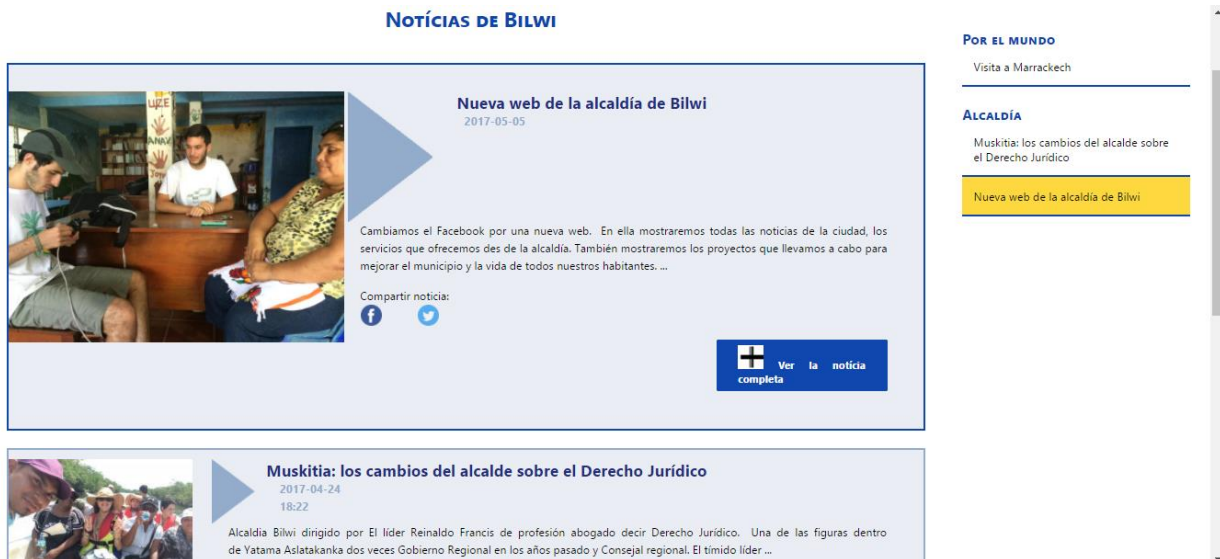 Notícias de Bilwi
Nueva web de la alcaldía de Bilwi
2017-05-05
Cambiamos el Facebook por una nueva web. En ella mostraremos todas las noticias de la ciudad, los
servicios que ofrecemos des de la alcaldía. También mostraremos los proyectos que llevamos a cabo para
mejorar el municipio y la vida de todos nuestros habitantes. ...
Compartir noticia:
Ver la notícia
completa
Muskitia: los cambios del alcalde sobre el Derecho Jurídico
2017-04-24
18:22
Alcaldia Bilwi dirigido por El líder Reinaldo Francis de profesión abogado decir Derecho Jurídico. Una de las figuras dentro
de Yatama Aslatakanka dos veces Gobierno Regional en los años pasado y Consejal regional. El tímido líder ...
Por el mundo
Visita a Marrackech
Alcaldía
Muskitia: los cambios del alcalde sobre
el Derecho Jurídico
Nueva web de la alcaldía de Bilwi